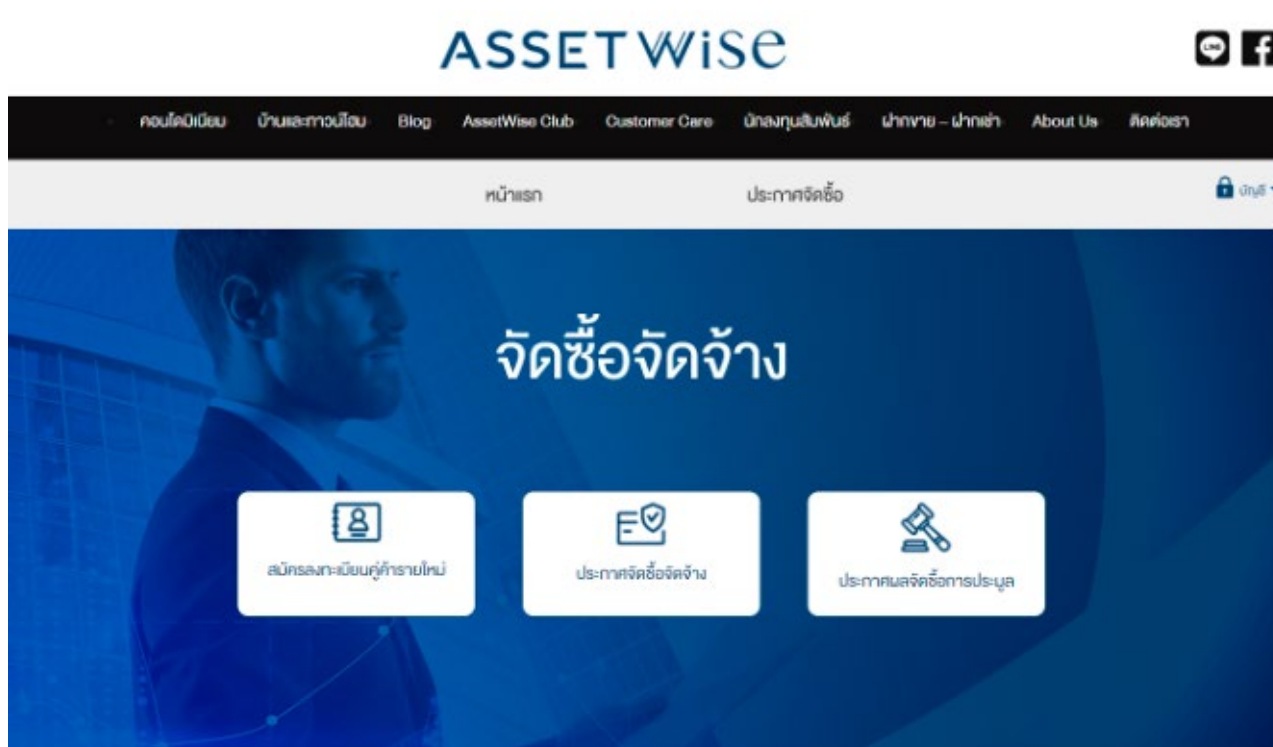 ASSETWiSe
LINE
คอนโดมิเนียม บ้านและทาวน์โฮม Blog AssetWise Club Customer Care นักลงทุนสัมพันธ์ ฝากขาย – ฝากเช่า About Us ติดต่อเรา
หน้าแรก ประกาศจัดซื้อ บัญชี
จัดซื้อจัดจ้าง
สมัครลงทะเบียนคู่ค้ารายใหม่ ประกาศจัดซื้อจัดจ้าง ประกาศผลจัดซื้อการประมูล